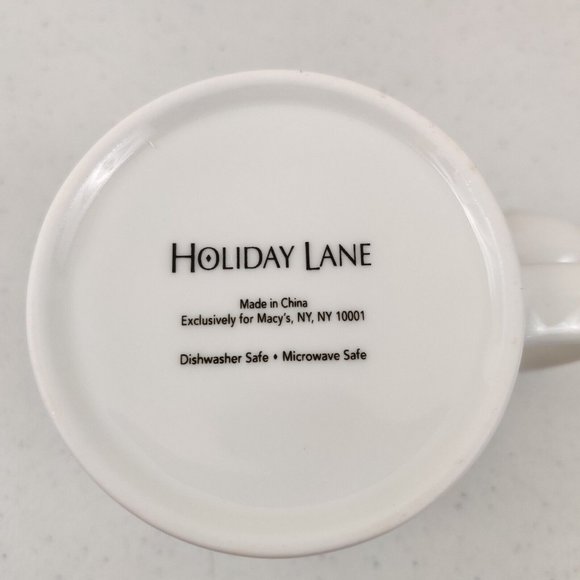 HOLIDAY LANE
Made in China
Exclusively for Macy's, NY, NY 10001
Dishwasher Safe • Microwave Safe